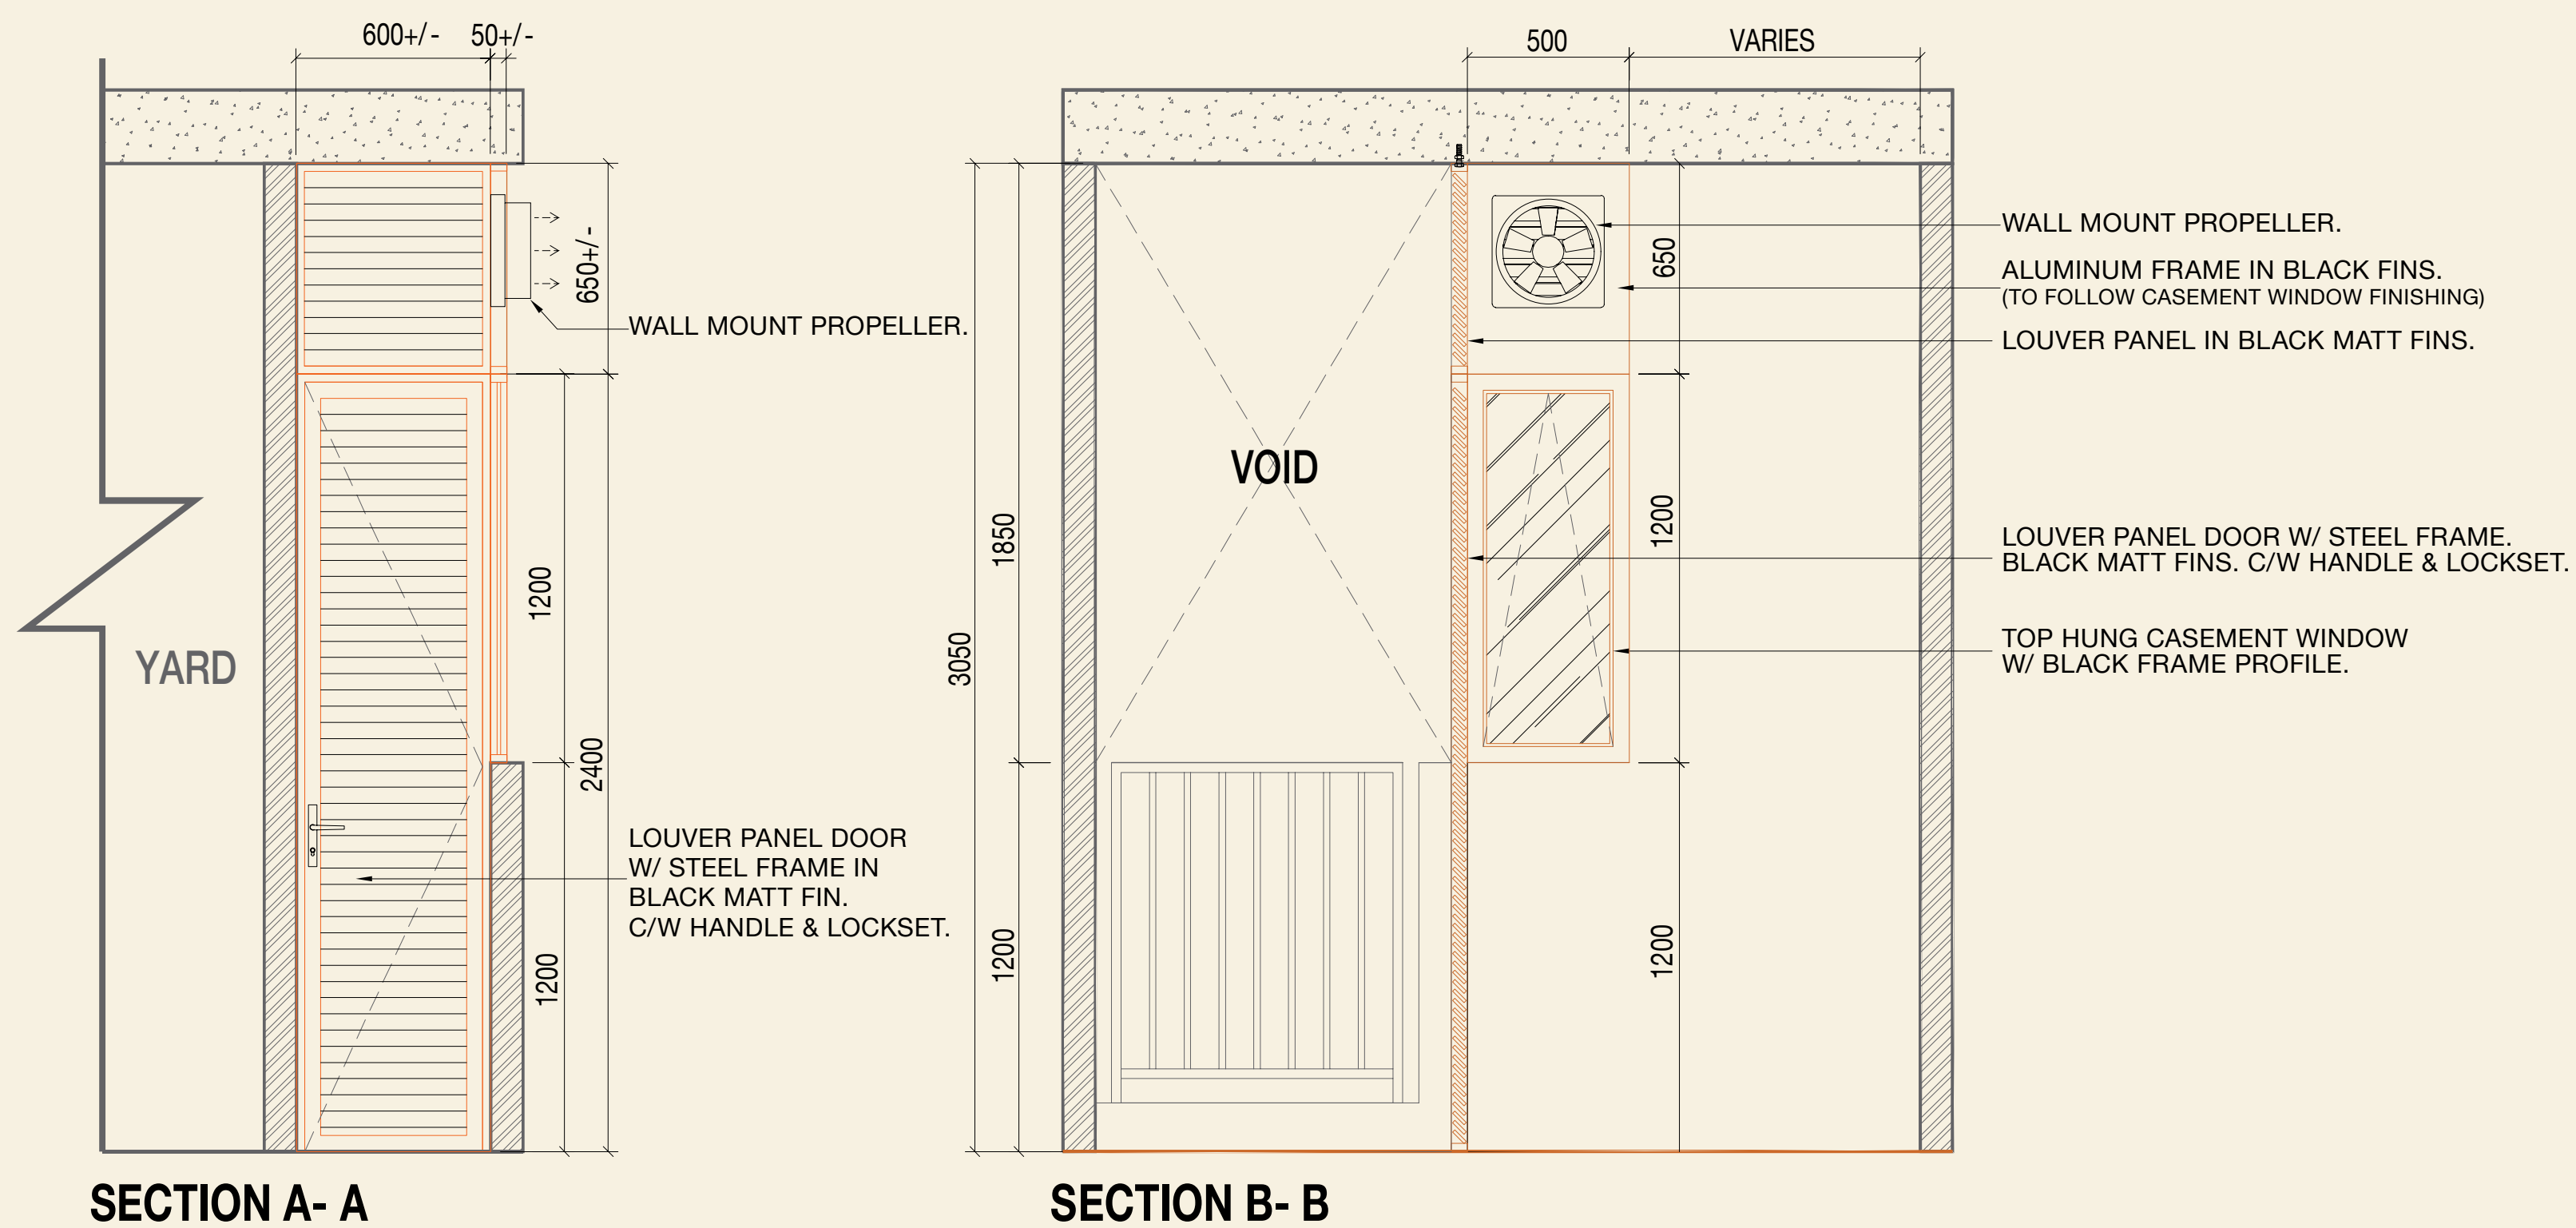 600+/-
50+/-
650+/-
WALL MOUNT PROPELLER.
YARD
1200
2400
LOUVER PANEL DOOR
W/ STEEL FRAME IN
BLACK MATT FIN.
C/W HANDLE & LOCKSET.
1200
SECTION A- A
500
VARIES
WALL MOUNT PROPELLER.
650
ALUMINUM FRAME IN BLACK FINS.
(TO FOLLOW CASEMENT WINDOW FINISHING)
LOUVER PANEL IN BLACK MATT FINS.
VOID
1850
1200
LOUVER PANEL DOOR W/ STEEL FRAME.
BLACK MATT FINS. C/W HANDLE & LOCKSET.
3050
TOP HUNG CASEMENT WINDOW
W/ BLACK FRAME PROFILE.
1200
1200
SECTION B- B